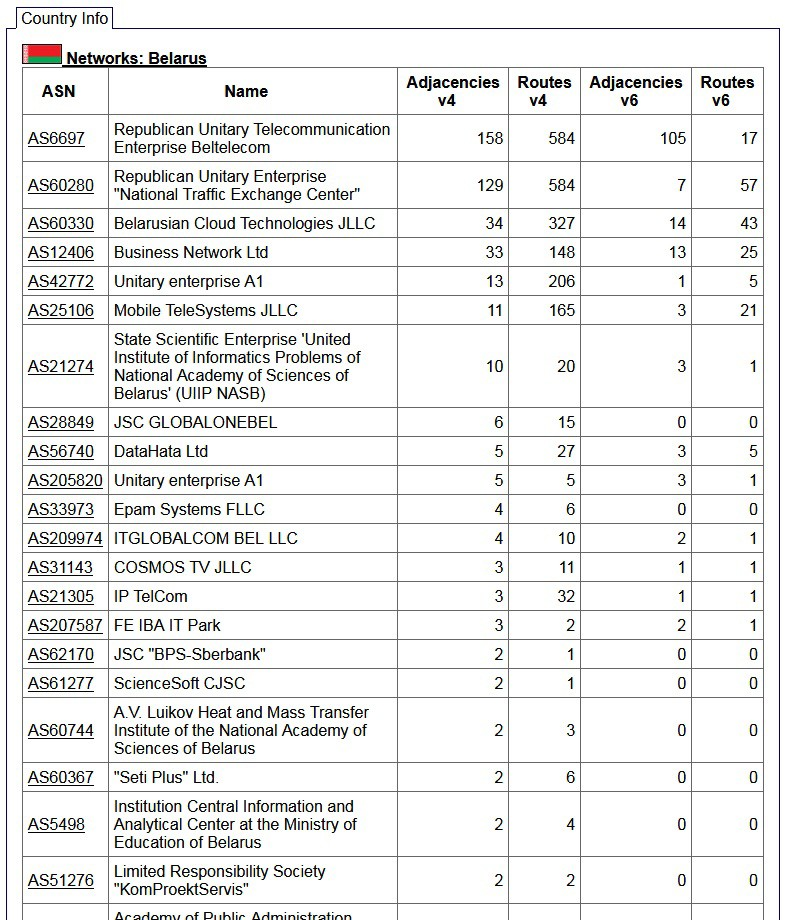 Country Info
Networks: Belarus
ASN Name Adjacencies v4 Routes v4 Adjacencies v6 Routes v6
AS6697 Republican Unitary Telecommunication Enterprise Beltelecom 158 584 105 17
AS60280 Republican Unitary Enterprise "National Traffic Exchange Center" 129 584 7 57
AS60330 Belarusian Cloud Technologies JLLC 34 327 14 43
AS12406 Business Network Ltd 33 148 13 25
AS42772 Unitary enterprise A1 13 206 1 5
AS25106 Mobile TeleSystems JLLC 11 165 3 21
AS21274 State Scientific Enterprise 'United Institute of Informatics Problems of National Academy of Sciences of Belarus' (UIIP NASB) 10 20 3 1
AS28849 JSC GLOBALONEBEL 6 15 0 0
AS56740 DataHata Ltd 5 27 3 5
AS205820 Unitary enterprise A1 5 5 3 1
AS33973 Epam Systems FLLC 4 6 0 0
AS209974 ITGLOBALCOM BEL LLC 4 10 2 1
AS31143 COSMOS TV JLLC 3 11 1 1
AS21305 IP TelCom 3 32 1 1
AS207587 FE IBA IT Park 3 2 2 1
AS62170 JSC "BPS-Sberbank" 2 1 0 0
AS61277 ScienceSoft CJSC 2 1 0 0
AS60744 A.V. Luikov Heat and Mass Transfer Institute of the National Academy of Sciences of Belarus 2 3 0 0
AS60367 "Seti Plus" Ltd. 2 6 0 0
AS5498 Institution Central Information and Analytical Center at the Ministry of Education of Belarus 2 4 0 0
AS51276 Limited Responsibility Society "KomProektServis" 2 2 0 0
Academy of Public Administration